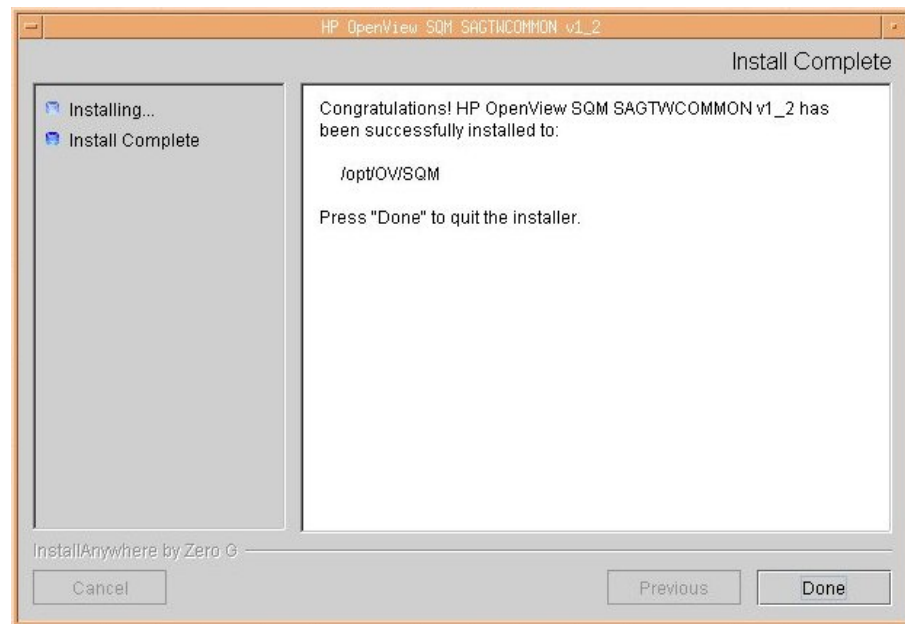 HP OpenView SQM SAGTWCOMMON v1_2
Install Complete
Installing...
Install Complete
Congratulations! HP OpenView SQM SAGTWCOMMON v1_2 has
been successfully installed to:
/opt/OV/SQM
Press "Done" to quit the installer.
InstallAnywhere by Zero G
Cancel
Previous
Done